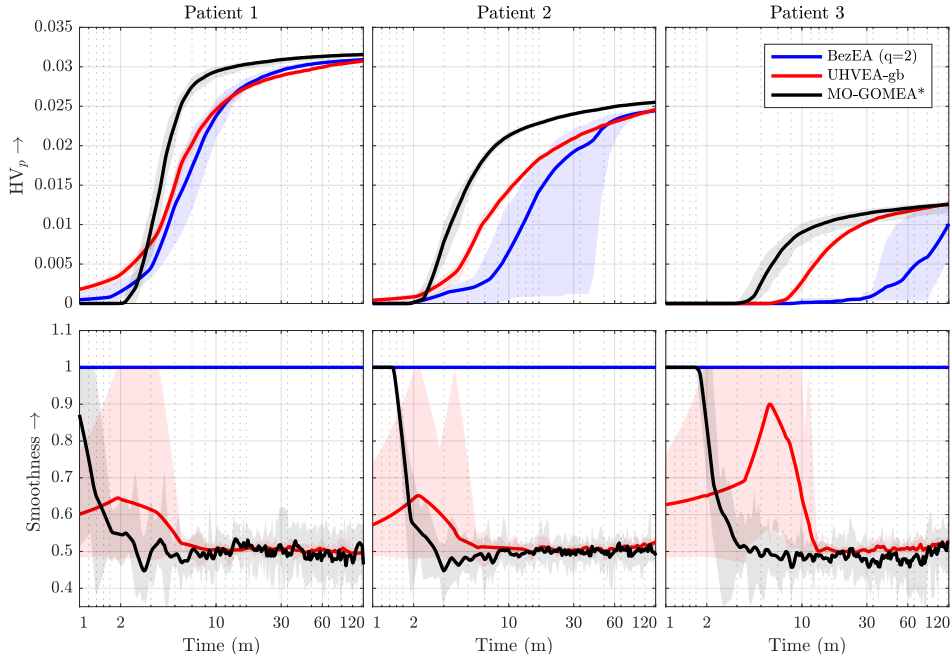 Patient 1 Patient 2 Patient 3
0.035
0.03
0.025
0.02
0.015
0.01
0.005
0
HVp →
BezEA (q=2)
UHVEA-gb
MO-GOMEA*
1.1
1
0.9
0.8
0.7
0.6
0.5
0.4
Smoothness →
1 2 10 30 60 120 1 2 10 30 60 120 1 2 10 30 60 120
Time (m) Time (m) Time (m)